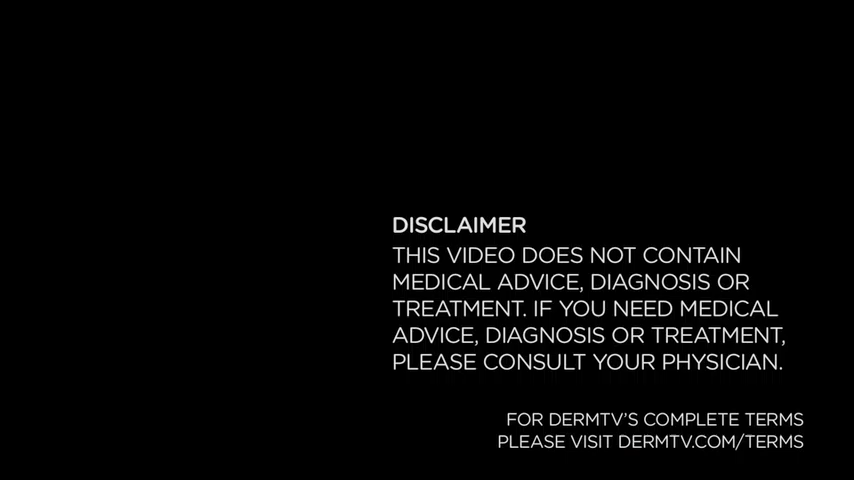 DISCLAIMER
THIS VIDEO DOES NOT CONTAIN
MEDICAL ADVICE, DIAGNOSIS OR
TREATMENT. IF YOU NEED MEDICAL
ADVICE, DIAGNOSIS OR TREATMENT,
PLEASE CONSULT YOUR PHYSICIAN.
FOR DERMTV'S COMPLETE TERMS
PLEASE VISIT DERMTV.COM/TERMS